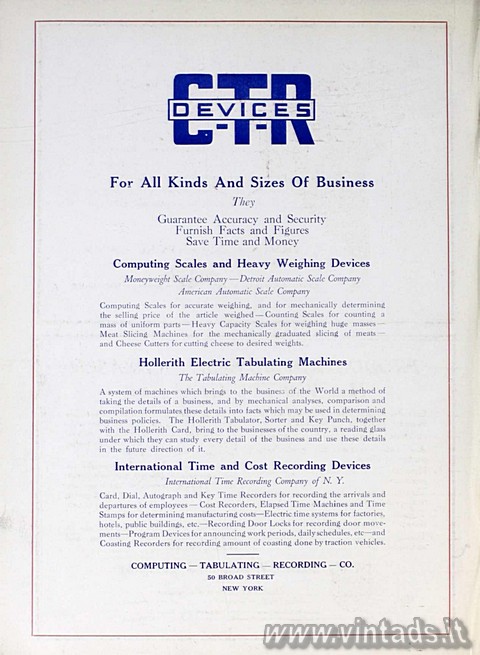 C-T-R
DEVICES
For All Kinds And Sizes Of Business
They
Guarantee Accuracy and Security
Furnish Facts and Figures
Save Time and Money
Computing Scales and Heavy Weighing Devices
Moneyweight Scale Company—Detroit Automatic Scale Company
American Automatic Scale Company
Computing Scales for accurate weighing, and for mechanically determining
the selling price of the article weighed—Counting Scales for counting a
mass of uniform parts—Heavy Capacity Scales for weighing huge masses—
Meat Slicing Machines for the mechanically graduated slicing of meats—
and Cheese Cutters for cutting cheese to desired weights.
Hollerith Electric Tabulating Machines
The Tabulating Machine Company
A system of machines which brings to the business of the World a method of
taking the details of a business, and by mechanical analyses, comparison and
compilation formulates these details into facts which may be used in determining
business policies. The Hollerith Tabulator, Sorter and Key Punch, together
with the Hollerith Card, bring to the businesses of the country, a reading glass
under which they can study every detail of the business and use these details
in the future direction of it.
International Time and Cost Recording Devices
International Time Recording Company of N. Y.
Card, Dial, Autograph and Key Time Recorders for recording the arrivals and
departures of employees—Cost Recorders, Elapsed Time Machines and Time
Stamps for determining manufacturing costs—Electric time systems for factories,
hotels, public buildings, etc.—Recording Door Locks for recording door move-
ments—Program Devices for announcing work periods, daily schedules, etc—and
Coasting Recorders for recording amount of coasting done by traction vehicles.
COMPUTING — TABULATING — RECORDING — CO.
50 BROAD STREET
NEW YORK
www.vintads.it